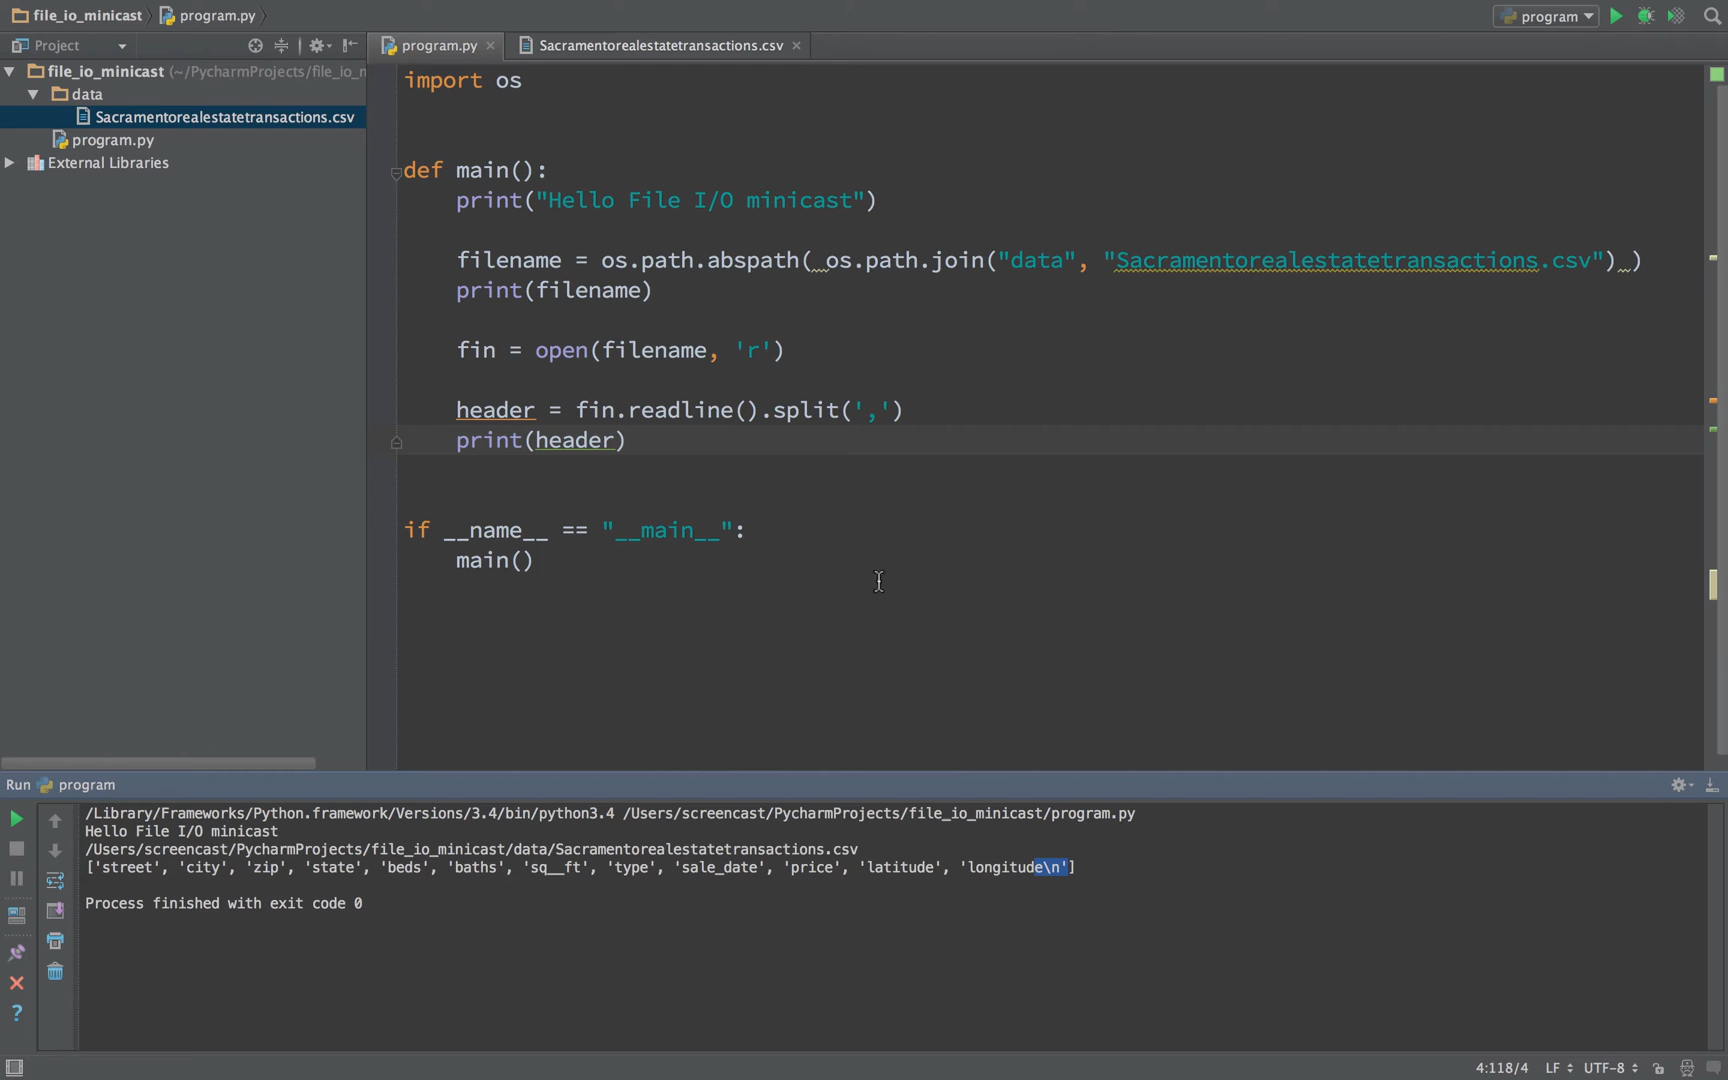 file_io_minicast program.py program
Project program.py Sacramentorealestatetransactions.csv
file_io_minicast (~/PycharmProjects/file_io_m
data
Sacramentorealestatetransactions.csv
program.py
External Libraries
import os
def main():
print("Hello File I/O minicast")
filename = os.path.abspath( os.path.join("data", "Sacramentorealestatetransactions.csv") )
print(filename)
fin = open(filename, 'r')
header = fin.readline().split(',')
print(header)
if __name__ == "__main__":
main()
Run program
/Library/Frameworks/Python.framework/Versions/3.4/bin/python3.4 /Users/screencast/PycharmProjects/file_io_minicast/program.py
Hello File I/O minicast
/Users/screencast/PycharmProjects/file_io_minicast/data/Sacramentorealestatetransactions.csv
['street', 'city', 'zip', 'state', 'beds', 'baths', 'sq__ft', 'type', 'sale_date', 'price', 'latitude', 'longitude\n']
Process finished with exit code 0
4:118/4 LF UTF-8